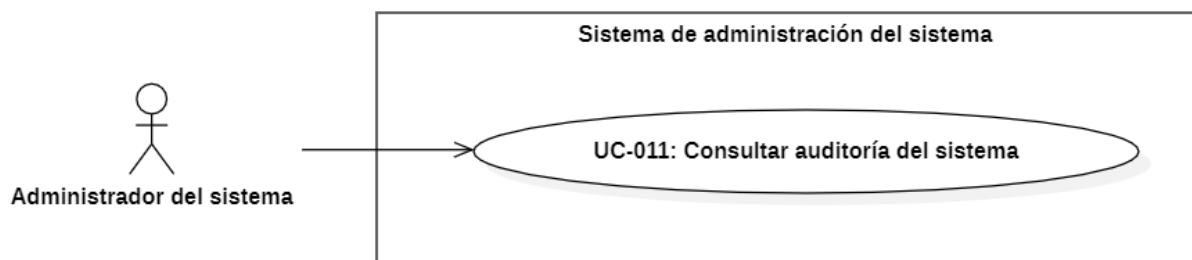 Sistema de administración del sistema
UC-011: Consultar auditoría del sistema
Administrador del sistema